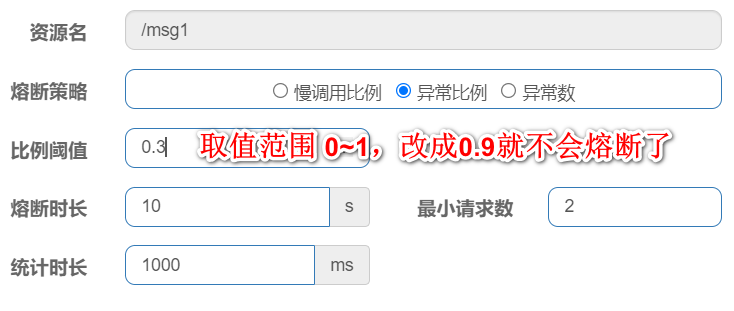 资源名 /msg1
熔断策略 慢调用比例 异常比例 异常数
比例阈值 0.3 取值范围 0~1，改成0.9就不会熔断了
熔断时长 10 s 最小请求数 2
统计时长 1000 ms